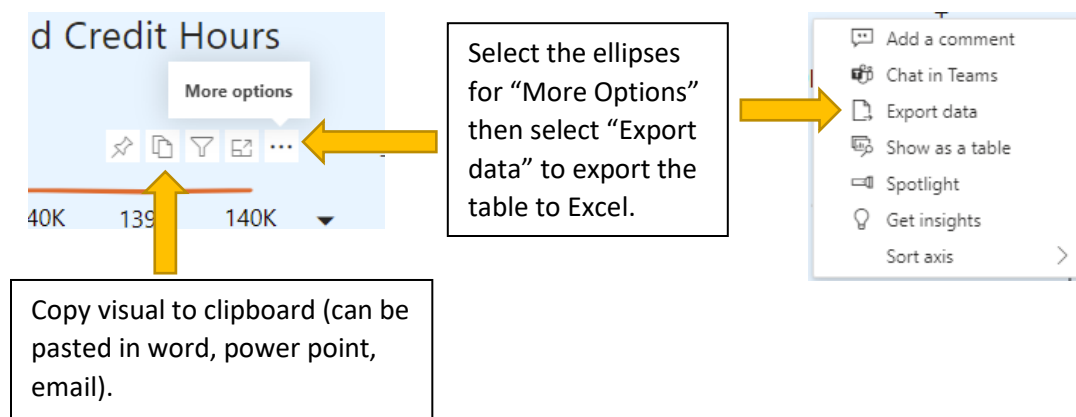 d Credit Hours
More options
40K 139 140K
Copy visual to clipboard (can be
pasted in word, power point,
email).
Select the ellipses
for “More Options”
then select “Export
data” to export the
table to Excel.
Add a comment
Chat in Teams
Export data
Show as a table
Spotlight
Get insights
Sort axis